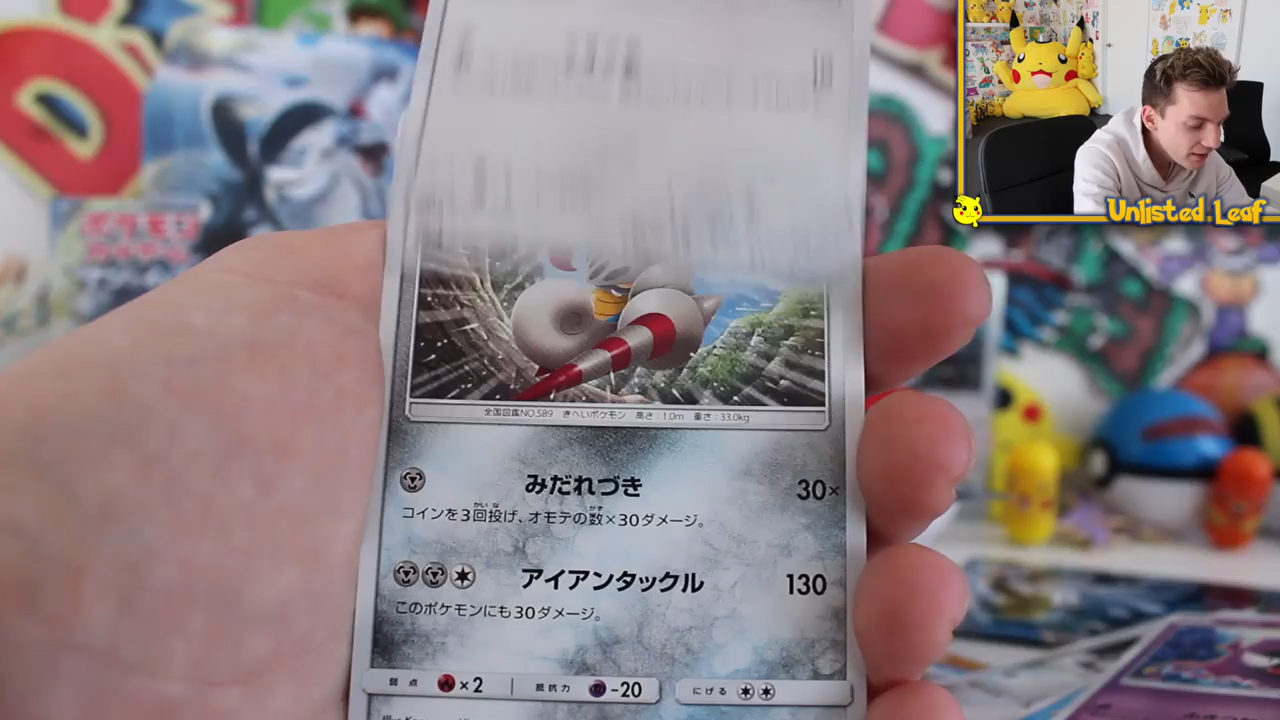 Unlisted.Leaf
ポケモン
全国図鑑NO.589 きへいポケモン 高さ:1.0m 重さ:33.0kg
みだれづき 30×
コインを3回投げ、オモテの数×30ダメージ。
アイアンタックル 130
このポケモンにも30ダメージ。
弱点 ×2 抵抗力 -20 にげる